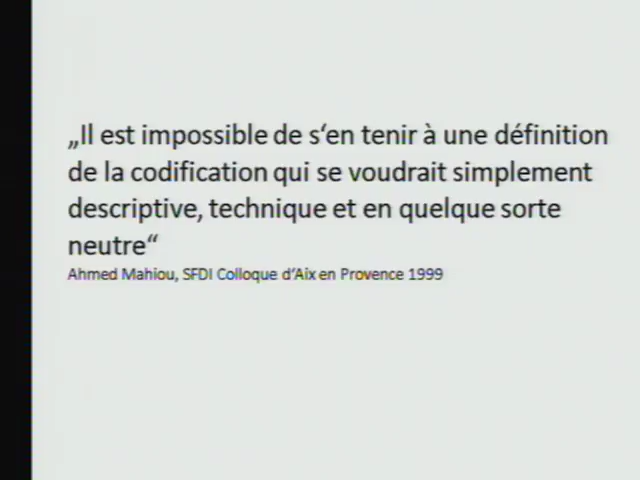 „Il est impossible de s‘en tenir à une définition
de la codification qui se voudrait simplement
descriptive, technique et en quelque sorte
neutre“
Ahmed Mahiou, SFDI Colloque d‘Aix en Provence 1999